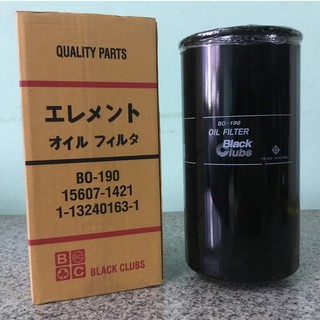 QUALITY PARTS
エレメント
オイル フィルタ
BO-190
15607-1421
1-13240163-1
B
C
BLACK CLUBS
BO-190
OIL FILTER
Black
Clubs